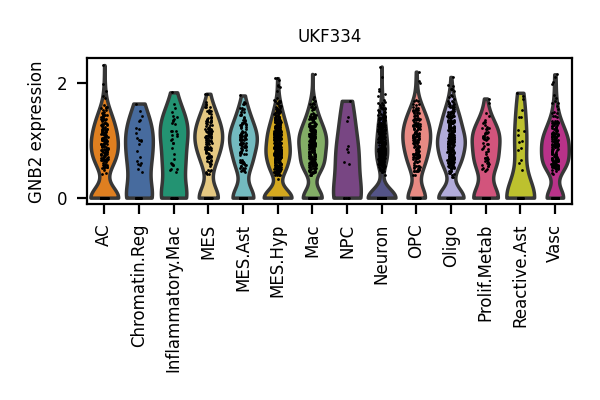 UKF334
GNB2 expression
2
0
AC
Chromatin.Reg
Inflammatory.Mac
MES
MES.Ast
MES.Hyp
Mac
NPC
Neuron
OPC
Oligo
Prolif.Metab
Reactive.Ast
Vasc